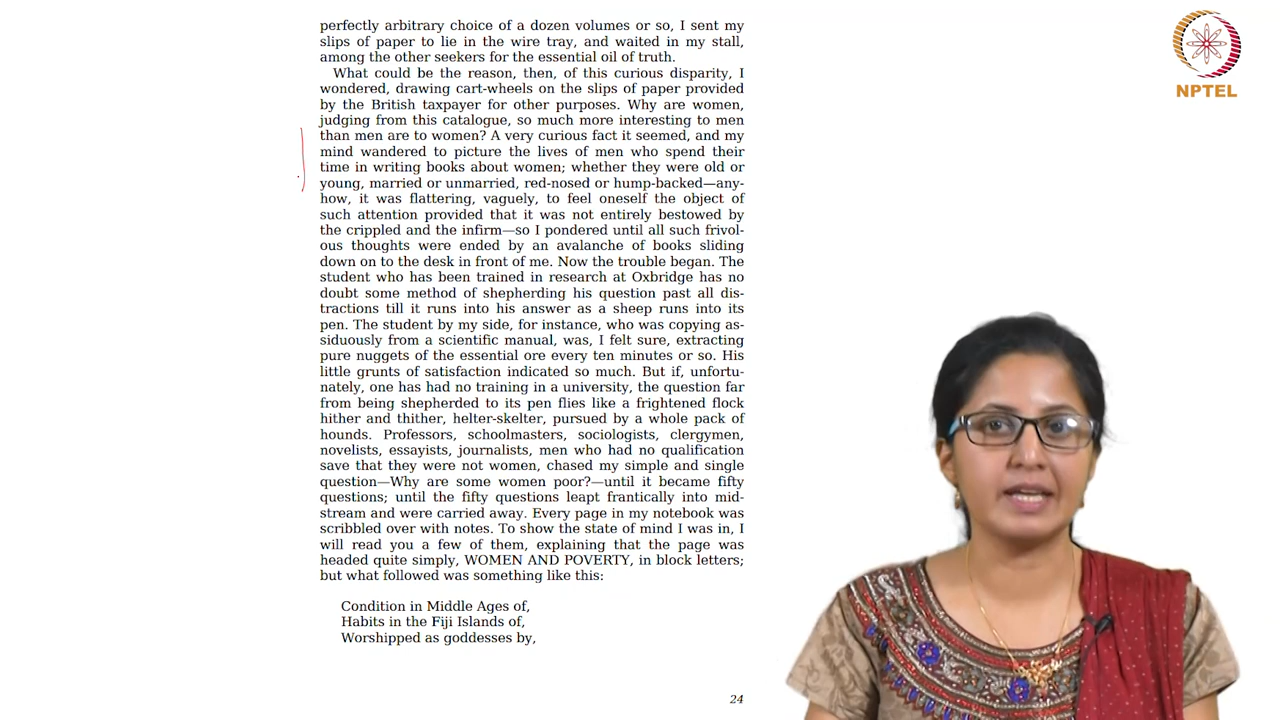 perfectly arbitrary choice of a dozen volumes or so, I sent my
slips of paper to lie in the wire tray, and waited in my stall,
among the other seekers for the essential oil of truth.
What could be the reason, then, of this curious disparity, I
wondered, drawing cart-wheels on the slips of paper provided
by the British taxpayer for other purposes. Why are women,
judging from this catalogue, so much more interesting to men
than men are to women? A very curious fact it seemed, and my
mind wandered to picture the lives of men who spend their
time in writing books about women; whether they were old or
young, married or unmarried, red-nosed or hump-backed—any-
how, it was flattering, vaguely, to feel oneself the object of
such attention provided that it was not entirely bestowed by
the crippled and the infirm—so I pondered until all such frivol-
ous thoughts were ended by an avalanche of books sliding
down on to the desk in front of me. Now the trouble began. The
student who has been trained in research at Oxbridge has no
doubt some method of shepherding his question past all dis-
tractions till it runs into his answer as a sheep runs into its
pen. The student by my side, for instance, who was copying as-
siduously from a scientific manual, was, I felt sure, extracting
pure nuggets of the essential ore every ten minutes or so. His
little grunts of satisfaction indicated so much. But if, unfortu-
nately, one has had no training in a university, the question far
from being shepherded to its pen flies like a frightened flock
hither and thither, helter-skelter, pursued by a whole pack of
hounds. Professors, schoolmasters, sociologists, clergymen,
novelists, essayists, journalists, men who had no qualification
save that they were not women, chased my simple and single
question—Why are some women poor?—until it became fifty
questions; until the fifty questions leapt frantically into mid-
stream and were carried away. Every page in my notebook was
scribbled over with notes. To show the state of mind I was in, I
will read you a few of them, explaining that the page was
headed quite simply, WOMEN AND POVERTY, in block letters;
but what followed was something like this:
Condition in Middle Ages of,
Habits in the Fiji Islands of,
Worshipped as goddesses by,
24
NPTEL